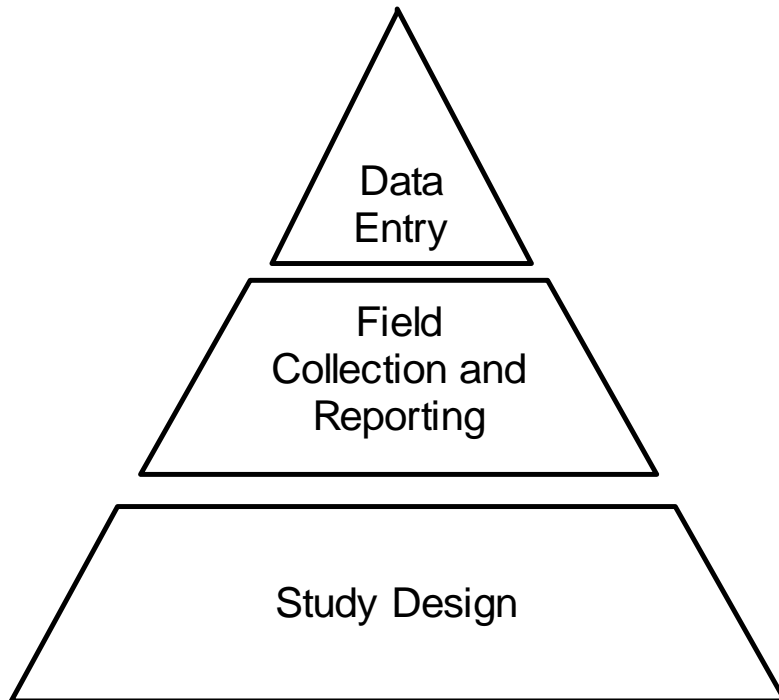 Data
Entry
Field
Collection and
Reporting
Study Design